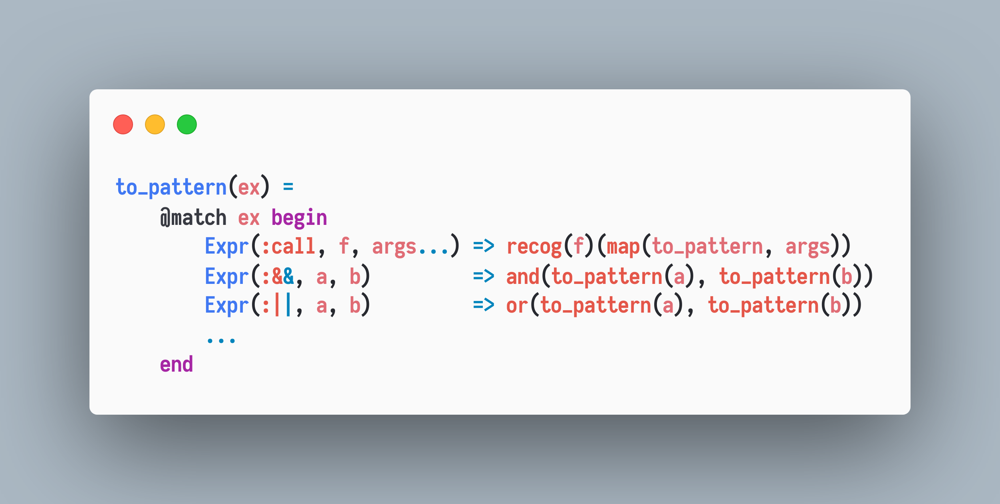 to_pattern(ex) =
    @match ex begin
        Expr(:call, f, args...) => recog(f)(map(to_pattern, args))
        Expr(:&&, a, b)         => and(to_pattern(a), to_pattern(b))
        Expr(:||, a, b)         => or(to_pattern(a), to_pattern(b))
        ...
    end